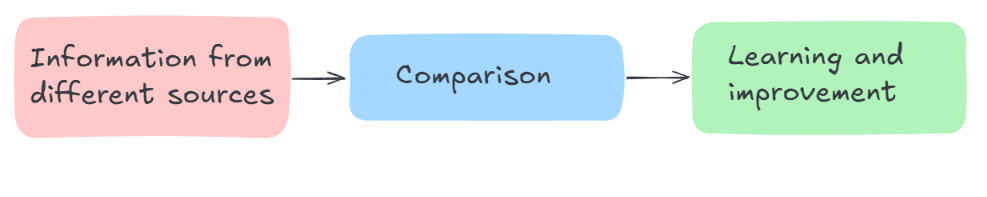 Information from
different sources
Comparison
Learning and
improvement